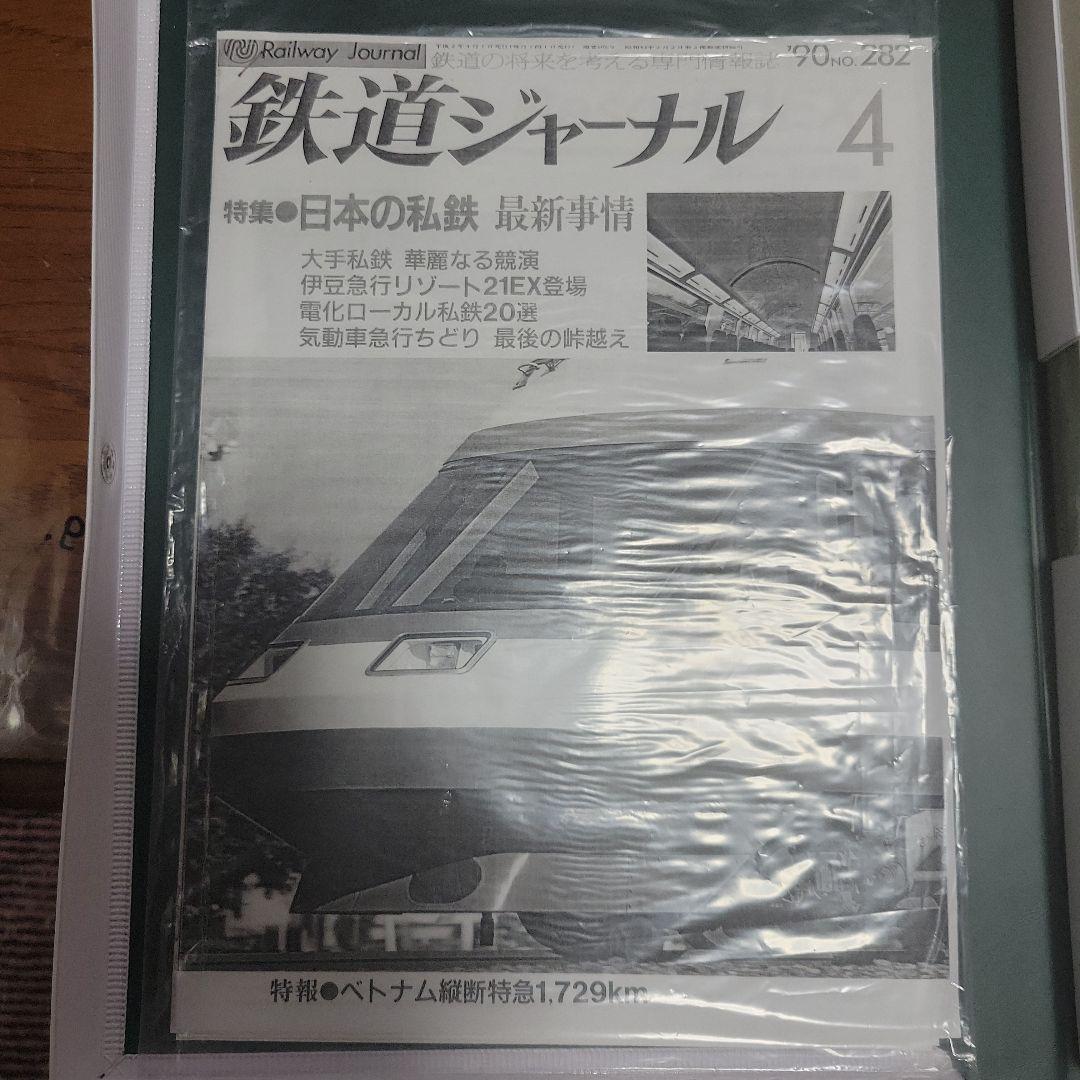 Railway Journal
鉄道の将来を考える専門情報誌
'90 NO. 282
鉄道ジャーナル
4
特集●日本の私鉄 最新事情
大手私鉄 華麗なる競演
伊豆急行リゾート21EX登場
電化ローカル私鉄20選
気動車急行ちどり 最後の峠越え
特報●ベトナム縦断特急1,729km